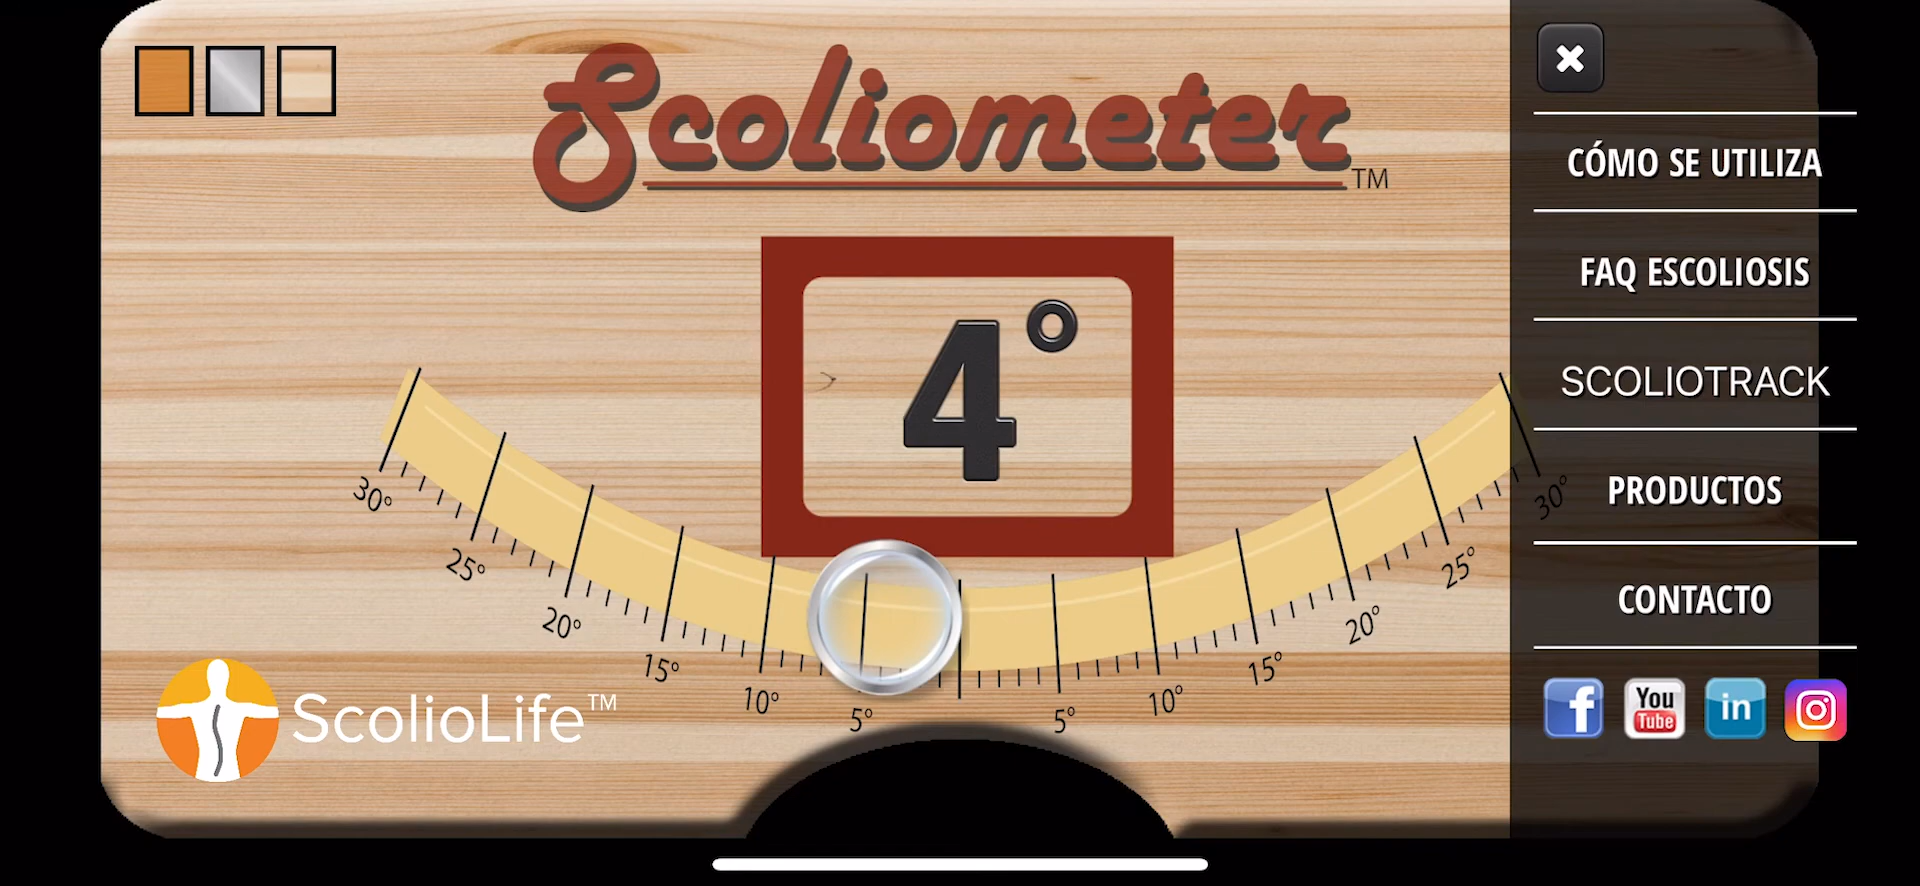 Scoliometer TM
4°
30° 25° 20° 15° 10° 5° 5° 10° 15° 20° 25° 30°
ScolioLife™
CÓMO SE UTILIZA
FAQ ESCOLIOSIS
SCOLIOTRACK
PRODUCTOS
CONTACTO
f You Tube in